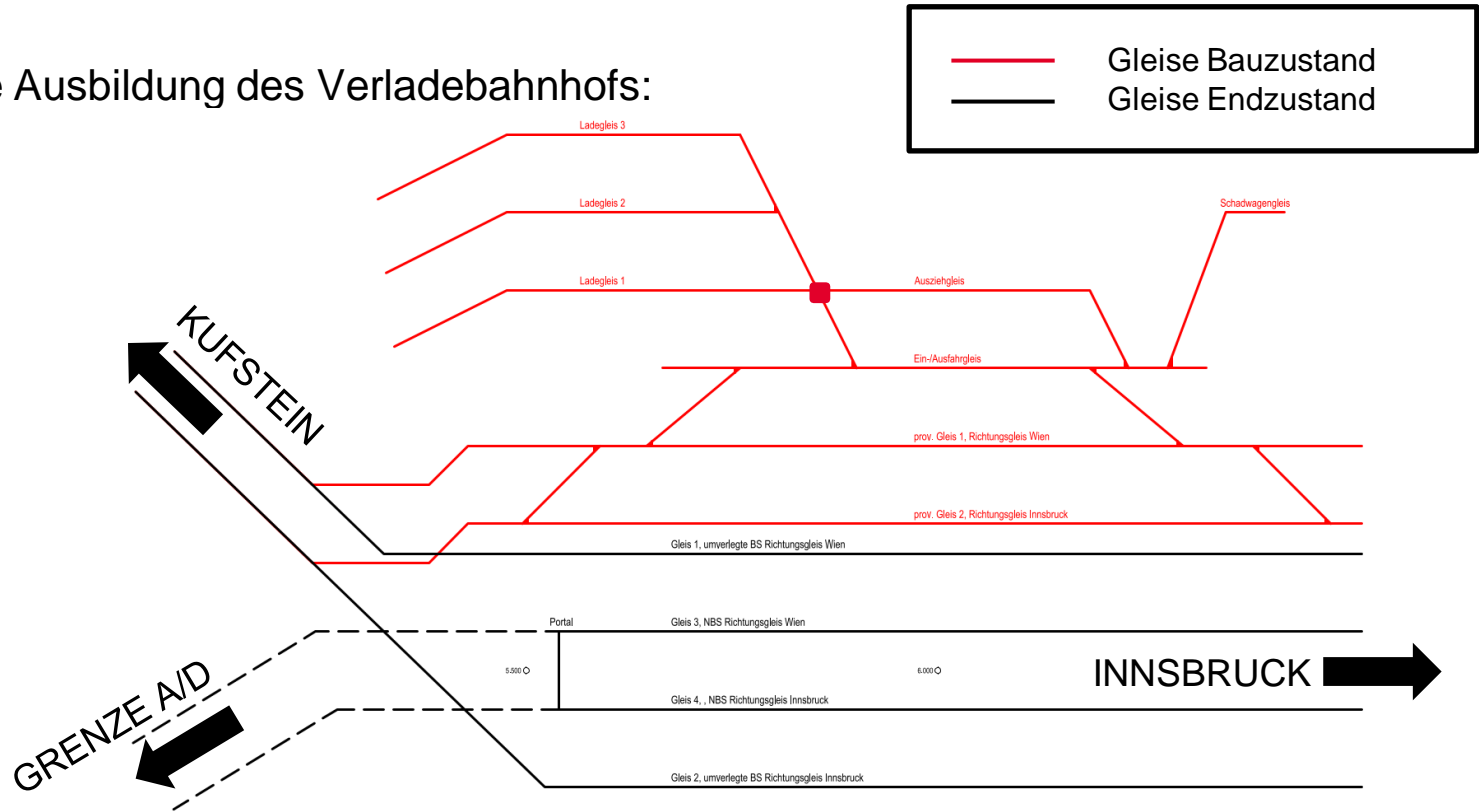 e Ausbildung des Verladebahnhofs:
Gleise Bauzustand
Gleise Endzustand
Ladegleis 3
Ladegleis 2
Schadwagengleis
Ladegleis 1
Ausziehgleis
KUFSTEIN
Ein-/Ausfahrgleis
prov. Gleis 1, Richtungsgleis Wien
prov. Gleis 2, Richtungsgleis Innsbruck
Gleis 1, umverlegte BS Richtungsgleis Wien
Portal
Gleis 3, NBS Richtungsgleis Wien
5.500
6.000
INNSBRUCK
GRENZE A/D
Gleis 4, , NBS Richtungsgleis Innsbruck
Gleis 2, umverlegte BS Richtungsgleis Innsbruck